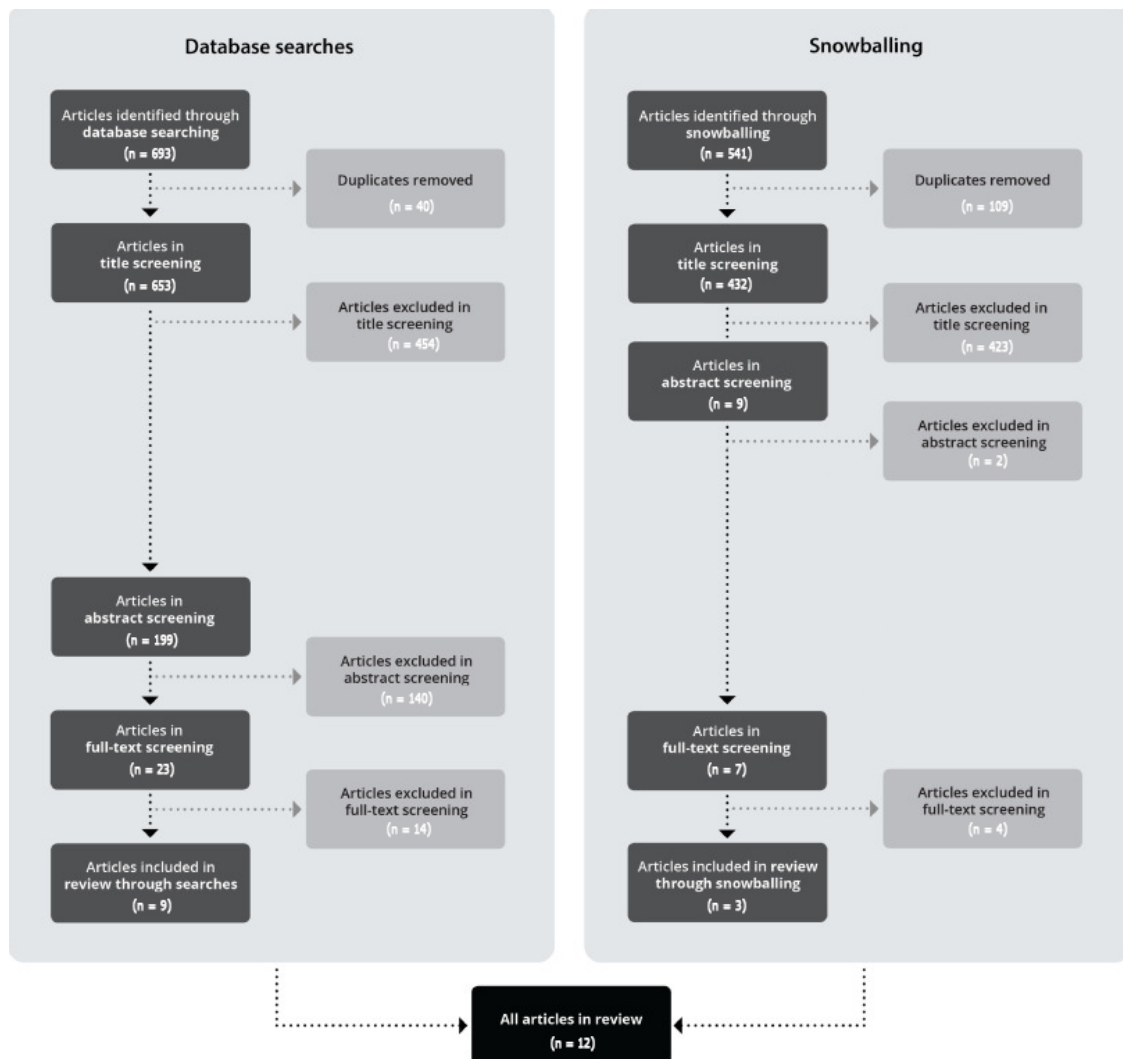 Database searches
Articles identified through
database searching
(n = 693)
Duplicates removed
(n = 40)
Articles in
title screening
(n = 653)
Articles excluded in
title screening
(n = 454)
Articles in
abstract screening
(n = 199)
Articles excluded in
abstract screening
(n = 140)
Articles in
full-text screening
(n = 23)
Articles excluded in
full-text screening
(n = 14)
Articles included in
review through searches
(n = 9)
Snowballing
Articles identified through
snowballing
(n = 541)
Duplicates removed
(n = 109)
Articles in
title screening
(n = 432)
Articles excluded in
title screening
(n = 423)
Articles in
abstract screening
(n = 9)
Articles excluded in
abstract screening
(n = 2)
Articles in
full-text screening
(n = 7)
Articles excluded in
full-text screening
(n = 4)
Articles included in review
through snowballing
(n = 3)
All articles in review
(n = 12)